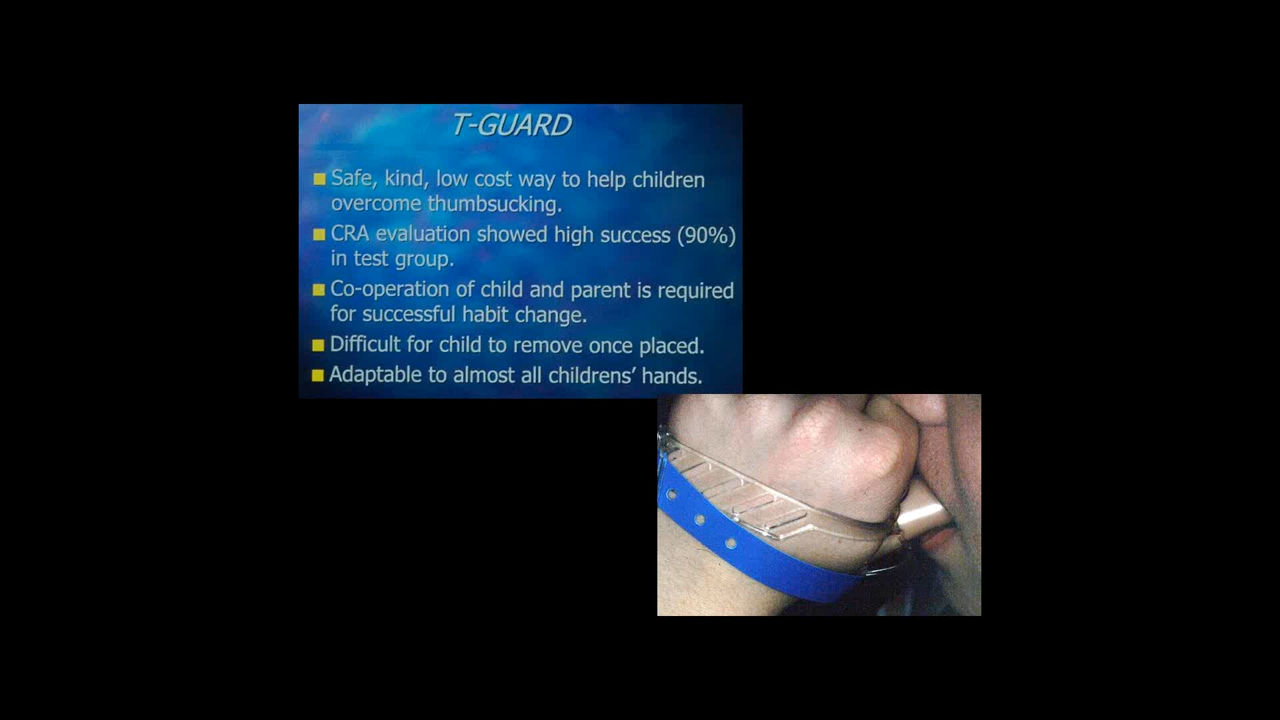 T-GUARD
Safe, kind, low cost way to help children
overcome thumbsucking.
CRA evaluation showed high success (90%)
in test group.
Co-operation of child and parent is required
for successful habit change.
Difficult for child to remove once placed.
Adaptable to almost all childrens’ hands.